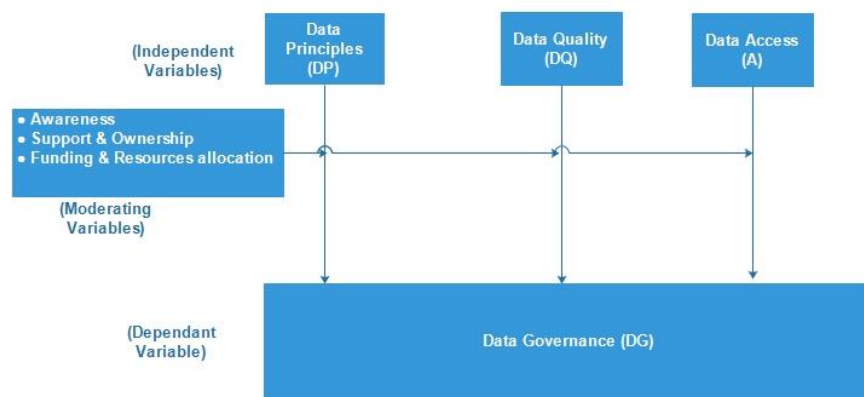 (Independent
Variables)
Data
Principles
(DP)
Data Quality
(DQ)
Data Access
(A)
● Awareness
● Support & Ownership
● Funding & Resources allocation
(Moderating
Variables)
(Dependant
Variable)
Data Governance (DG)